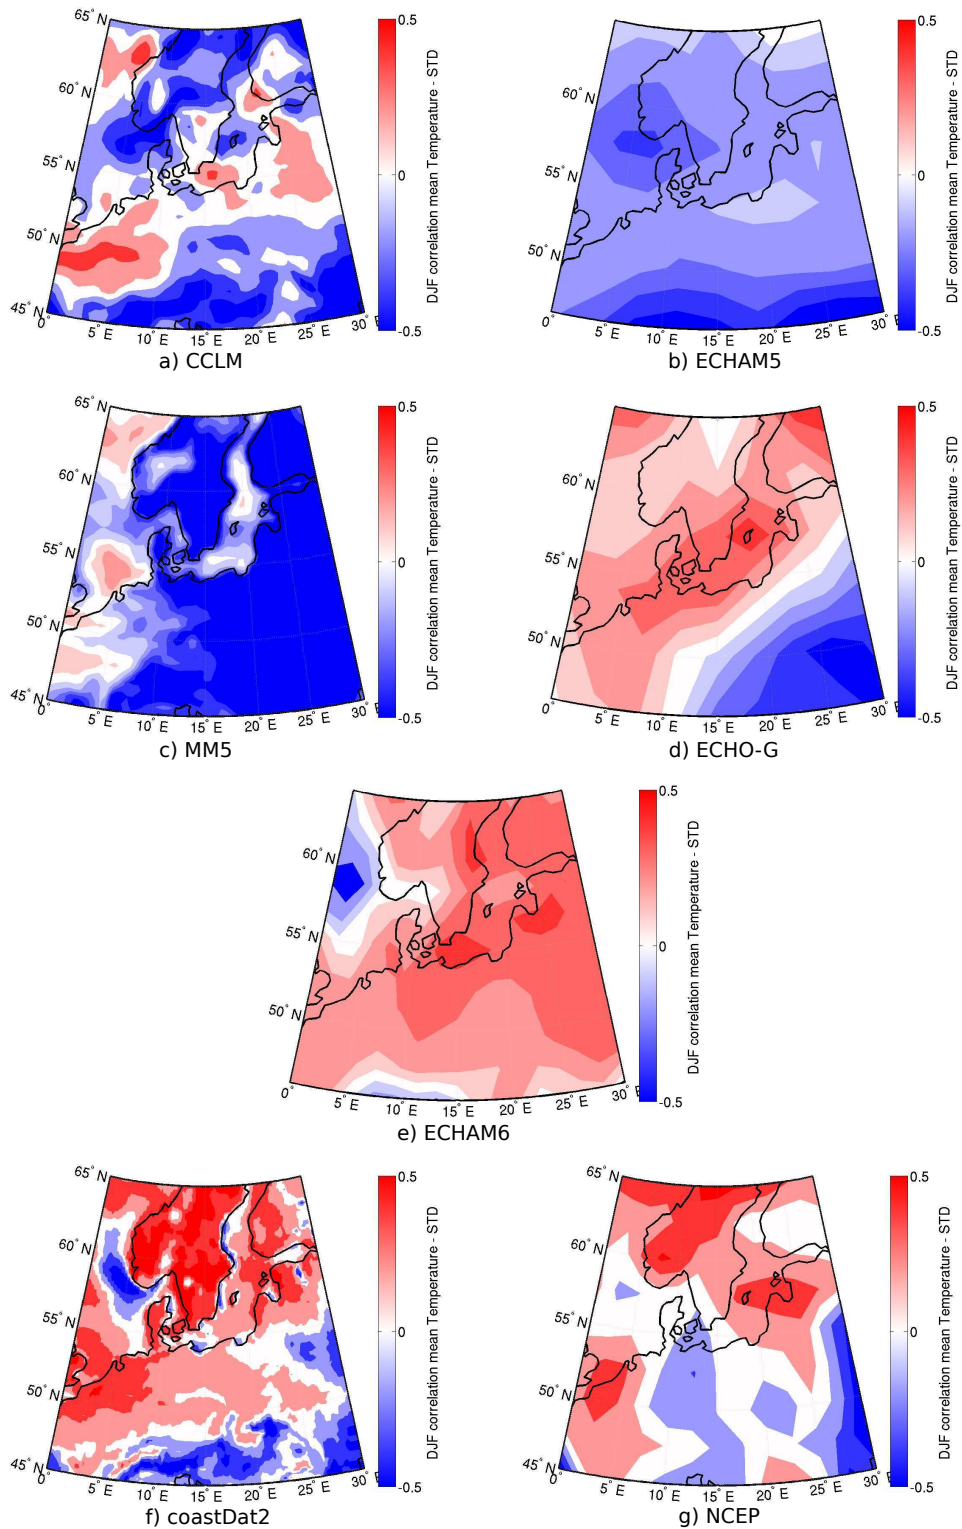 65° N
60° N
55° N
50° N
45° N
0°
5° E
10° E
15° E
20° E
25° E
30° E
0.5
0
-0.5
DJF correlation mean Temperature - STD
a) CCLM
65° N
60° N
55° N
50° N
45° N
0°
5° E
10° E
15° E
20° E
25° E
30° E
0.5
0
-0.5
DJF correlation mean Temperature - STD
b) ECHAM5
65° N
60° N
55° N
50° N
45° N
0°
5° E
10° E
15° E
20° E
25° E
30° E
0.5
0
-0.5
DJF correlation mean Temperature - STD
c) MM5
65° N
60° N
55° N
50° N
45° N
0°
5° E
10° E
15° E
20° E
25° E
30° E
0.5
0
-0.5
DJF correlation mean Temperature - STD
d) ECHO-G
60° N
55° N
50° N
0°
5° E
10° E
15° E
20° E
25° E
30° E
0.5
0
-0.5
DJF correlation mean Temperature - STD
e) ECHAM6
65° N
60° N
55° N
50° N
45° N
0°
5° E
10° E
15° E
20° E
25° E
30° E
0.5
0
-0.5
DJF correlation mean Temperature - STD
f) coastDat2
65° N
60° N
55° N
50° N
45° N
0°
5° E
10° E
15° E
20° E
25° E
30° E
0.5
0
-0.5
DJF correlation mean Temperature - STD
g) NCEP